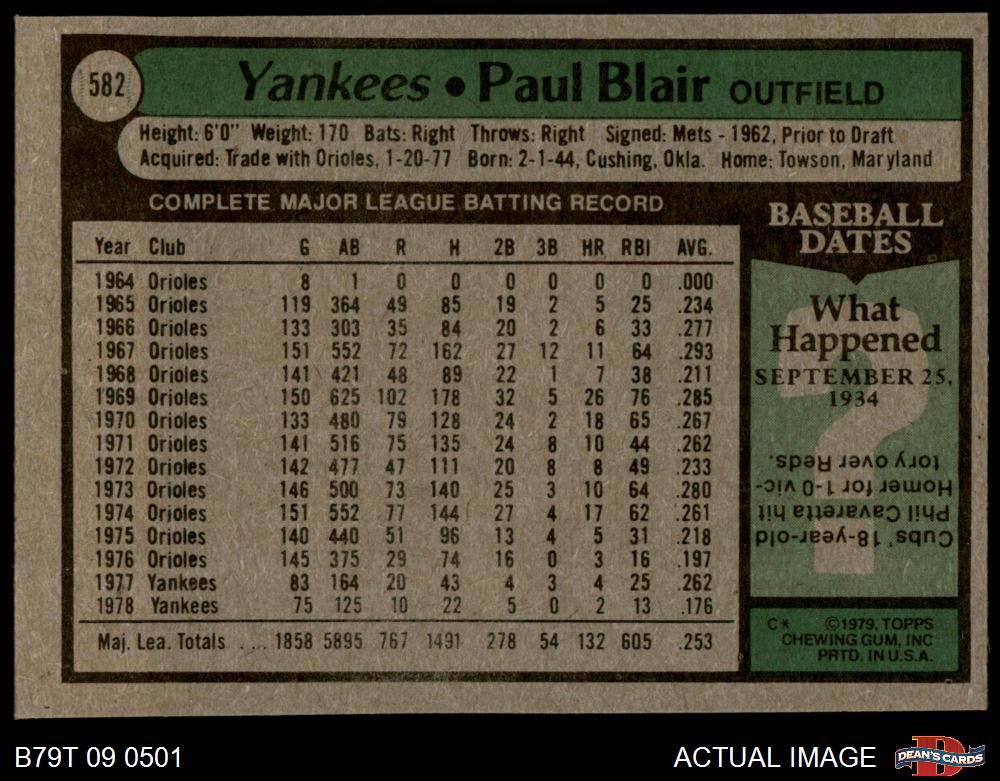 582
Yankees • Paul Blair OUTFIELD
Height: 6'0" Weight: 170 Bats: Right Throws: Right Signed: Mets - 1962, Prior to Draft
Acquired: Trade with Orioles, 1-20-77 Born: 2-1-44, Cushing, Okla. Home: Towson, Maryland
COMPLETE MAJOR LEAGUE BATTING RECORD
Year Club G AB R H 2B 3B HR RBI AVG.
1964 Orioles 8 1 0 0 0 0 0 0 .000
1965 Orioles 119 364 49 85 19 2 5 25 .234
1966 Orioles 133 303 35 84 20 2 6 33 .277
1967 Orioles 151 552 72 162 27 12 11 64 .293
1968 Orioles 141 421 48 89 22 1 7 38 .211
1969 Orioles 150 625 102 178 32 5 26 76 .285
1970 Orioles 133 480 79 128 24 2 18 65 .267
1971 Orioles 141 516 75 135 24 8 10 44 .262
1972 Orioles 142 477 47 111 20 8 8 49 .233
1973 Orioles 146 500 73 140 25 3 10 64 .280
1974 Orioles 151 552 77 144 27 4 17 62 .261
1975 Orioles 140 440 51 96 13 4 5 31 .218
1976 Orioles 145 375 29 74 16 0 3 16 .197
1977 Yankees 83 164 20 43 4 3 4 25 .262
1978 Yankees 75 125 10 22 5 0 2 13 .176
Maj. Lea. Totals .... 1858 5895 767 1491 278 54 132 605 .253
BASEBALL
DATES
What
Happened
SEPTEMBER 25,
1934
Cubs' 18-year-old
Phil Cavaretta hit
Homer for 1-0 vic-
tory over Reds.
C* ©1979, TOPPS
CHEWING GUM, INC
PRTD. IN U.S.A.
B79T 09 0501
ACTUAL IMAGE
D
DEAN'S CARDS